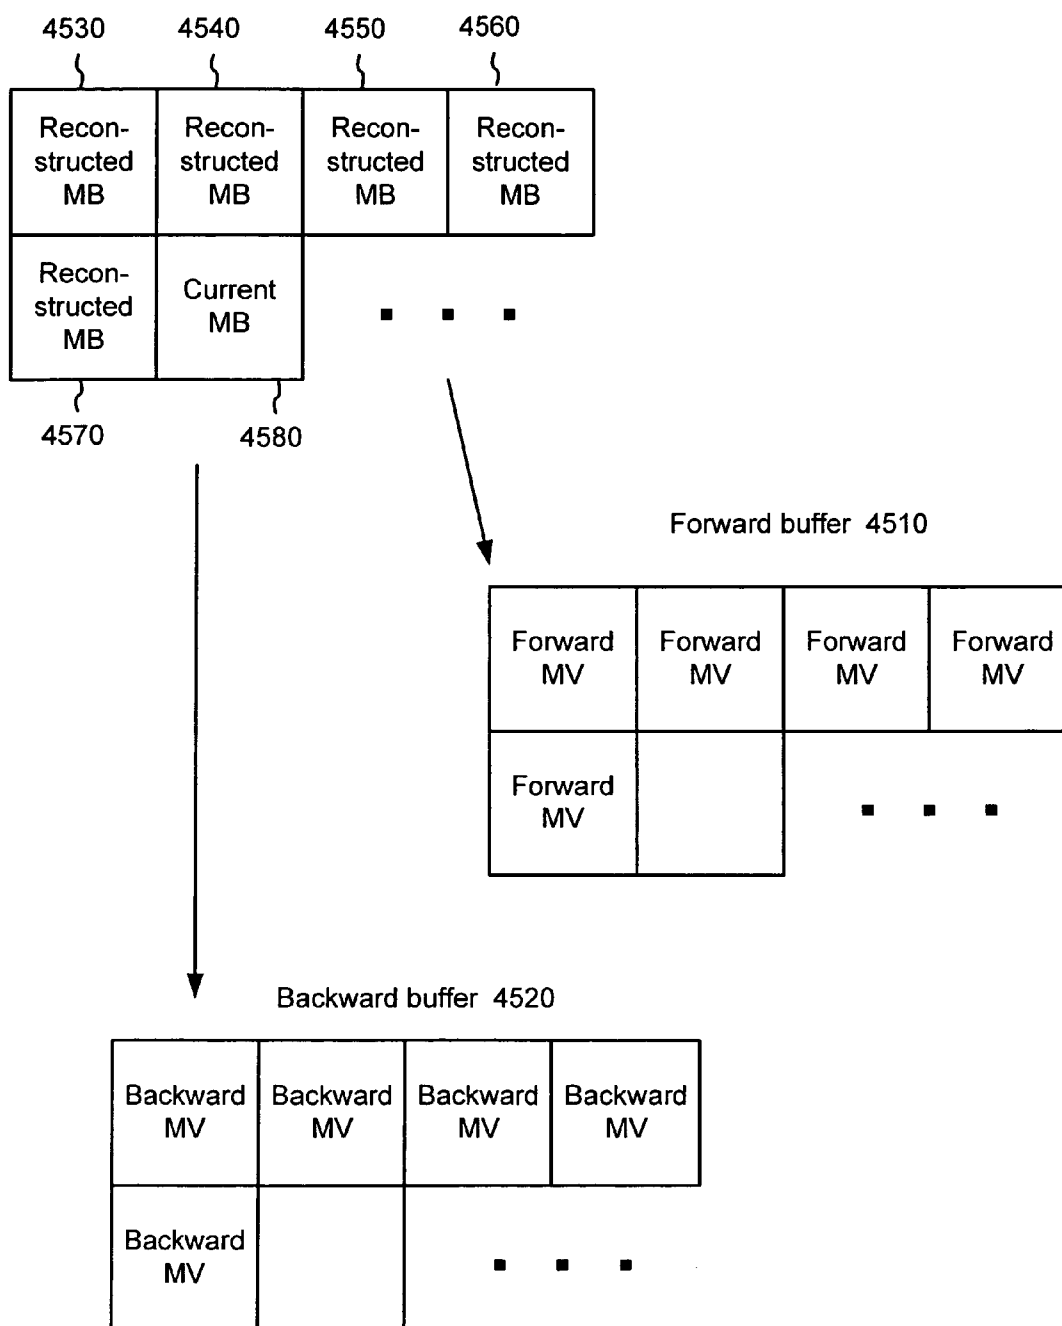 4530 4540 4550 4560
Recon-
structed
MB
Recon-
structed
MB
Recon-
structed
MB
Recon-
structed
MB
Recon-
structed
MB
Current
MB
4570 4580
Forward buffer 4510
Forward
MV
Forward
MV
Forward
MV
Forward
MV
Forward
MV
Backward buffer 4520
Backward
MV
Backward
MV
Backward
MV
Backward
MV
Backward
MV